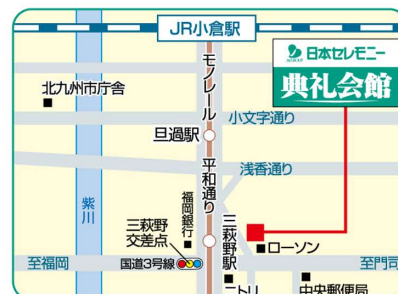 JR小倉駅
日本セレモニー
典礼会館
モノレール
北九州市庁舎
小文字通り
旦過駅
平和通り
浅香通り
紫川
福岡銀行
三萩野
交差点
三萩野駅
ローソン
至福岡
国道3号線
至門司
ニトリ
中央郵便局